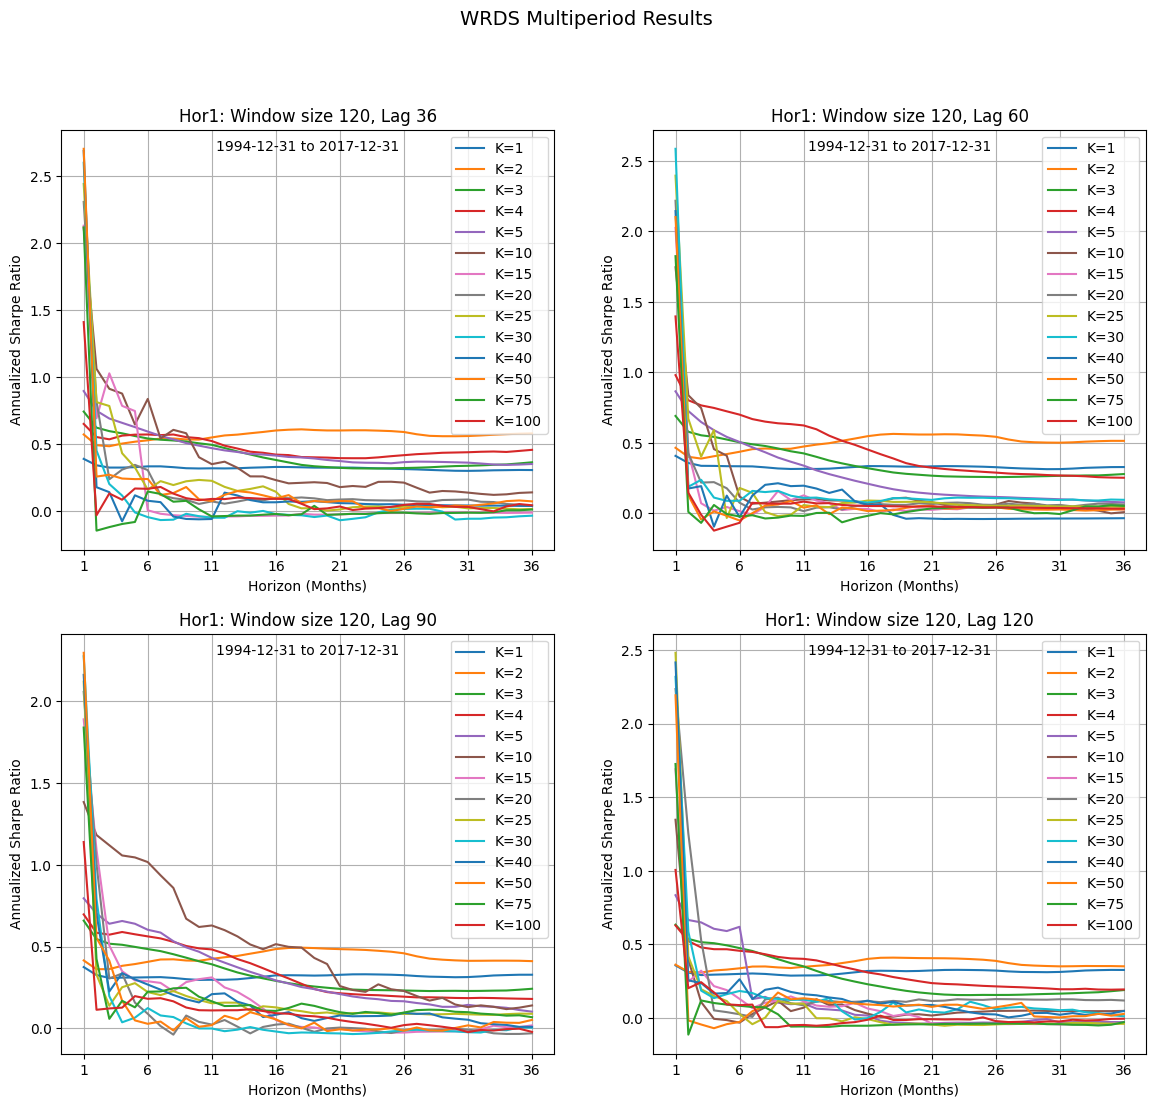 WRDS Multiperiod Results
Hor1: Window size 120, Lag 36
1994-12-31 to 2017-12-31
Annualized Sharpe Ratio
2.5
2.0
1.5
1.0
0.5
0.0
1 6 11 16 21 26 31 36
Horizon (Months)
K=1
K=2
K=3
K=4
K=5
K=10
K=15
K=20
K=25
K=30
K=40
K=50
K=75
K=100
Hor1: Window size 120, Lag 60
1994-12-31 to 2017-12-31
Annualized Sharpe Ratio
2.5
2.0
1.5
1.0
0.5
0.0
1 6 11 16 21 26 31 36
Horizon (Months)
K=1
K=2
K=3
K=4
K=5
K=10
K=15
K=20
K=25
K=30
K=40
K=50
K=75
K=100
Hor1: Window size 120, Lag 90
1994-12-31 to 2017-12-31
Annualized Sharpe Ratio
2.0
1.5
1.0
0.5
0.0
1 6 11 16 21 26 31 36
Horizon (Months)
K=1
K=2
K=3
K=4
K=5
K=10
K=15
K=20
K=25
K=30
K=40
K=50
K=75
K=100
Hor1: Window size 120, Lag 120
1994-12-31 to 2017-12-31
Annualized Sharpe Ratio
2.5
2.0
1.5
1.0
0.5
0.0
1 6 11 16 21 26 31 36
Horizon (Months)
K=1
K=2
K=3
K=4
K=5
K=10
K=15
K=20
K=25
K=30
K=40
K=50
K=75
K=100